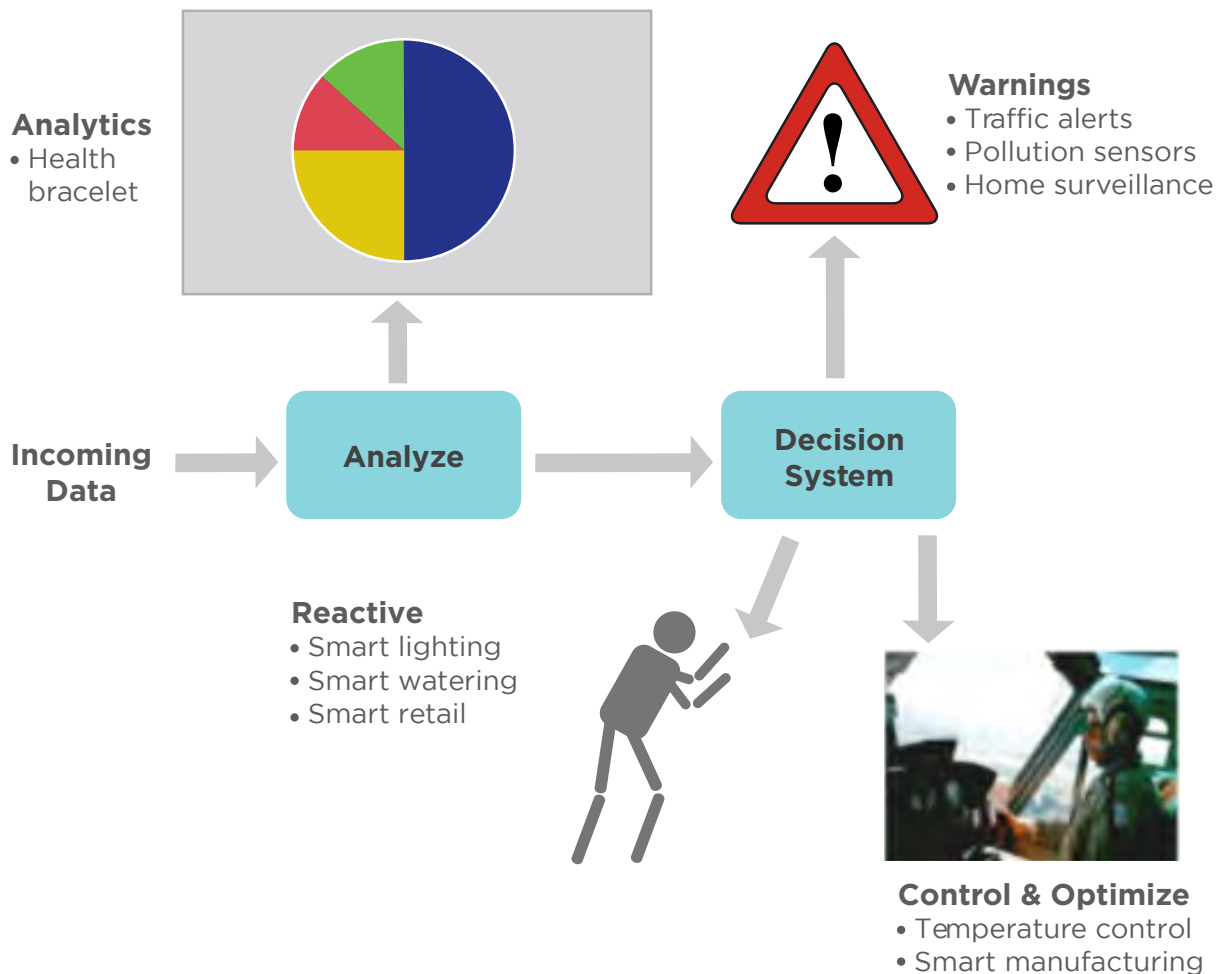 Analytics
• Health
bracelet
Warnings
• Traffic alerts
• Pollution sensors
• Home surveillance
Incoming
Data
Analyze
Decision
System
Reactive
• Smart lighting
• Smart watering
• Smart retail
Control & Optimize
• Temperature control
• Smart manufacturing